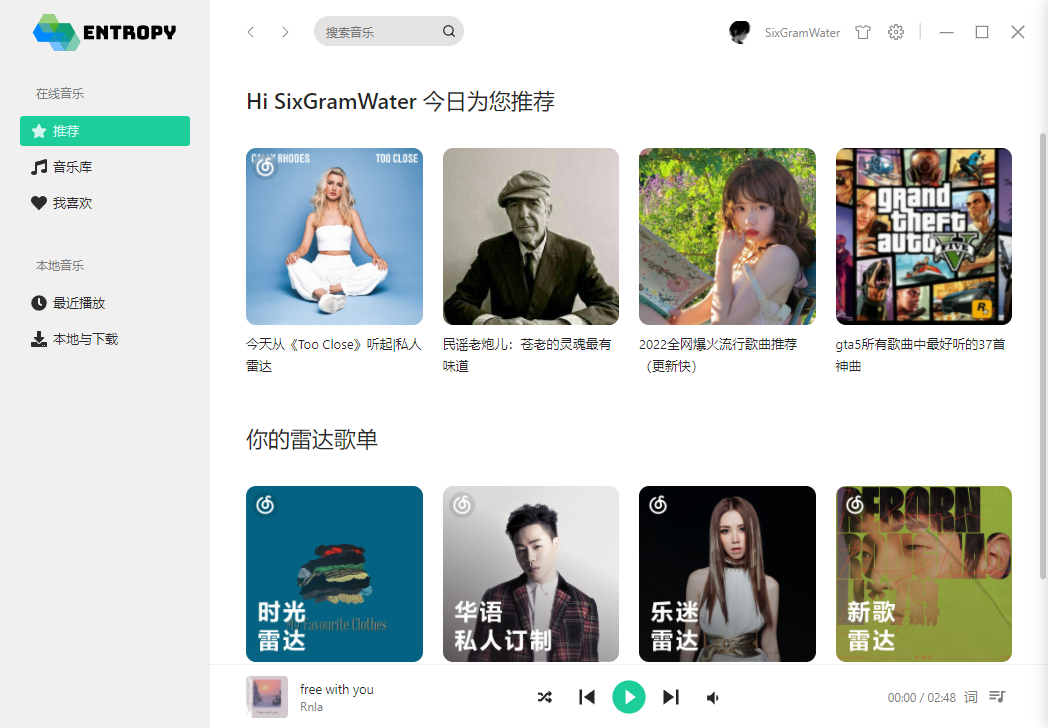 ENTROPY
搜索音乐
SixGramWater
在线音乐
推荐
音乐库
我喜欢
本地音乐
最近播放
本地与下载
Hi SixGramWater 今日为您推荐
RHODES
TOO CLOSE
grand
theft
auto
FIVE
R
今天从《Too Close》听起|私人
雷达
民谣老炮儿：苍老的灵魂最有
味道
2022全网爆火流行歌曲推荐
（更新快）
gta5所有歌曲中最好听的37首
神曲
你的雷达歌单
时光
雷达
Favourite Clothes
华语
私人订制
乐迷
雷达
REBORN
新歌
雷达
free with you
Rnla
00:00 / 02:48
词